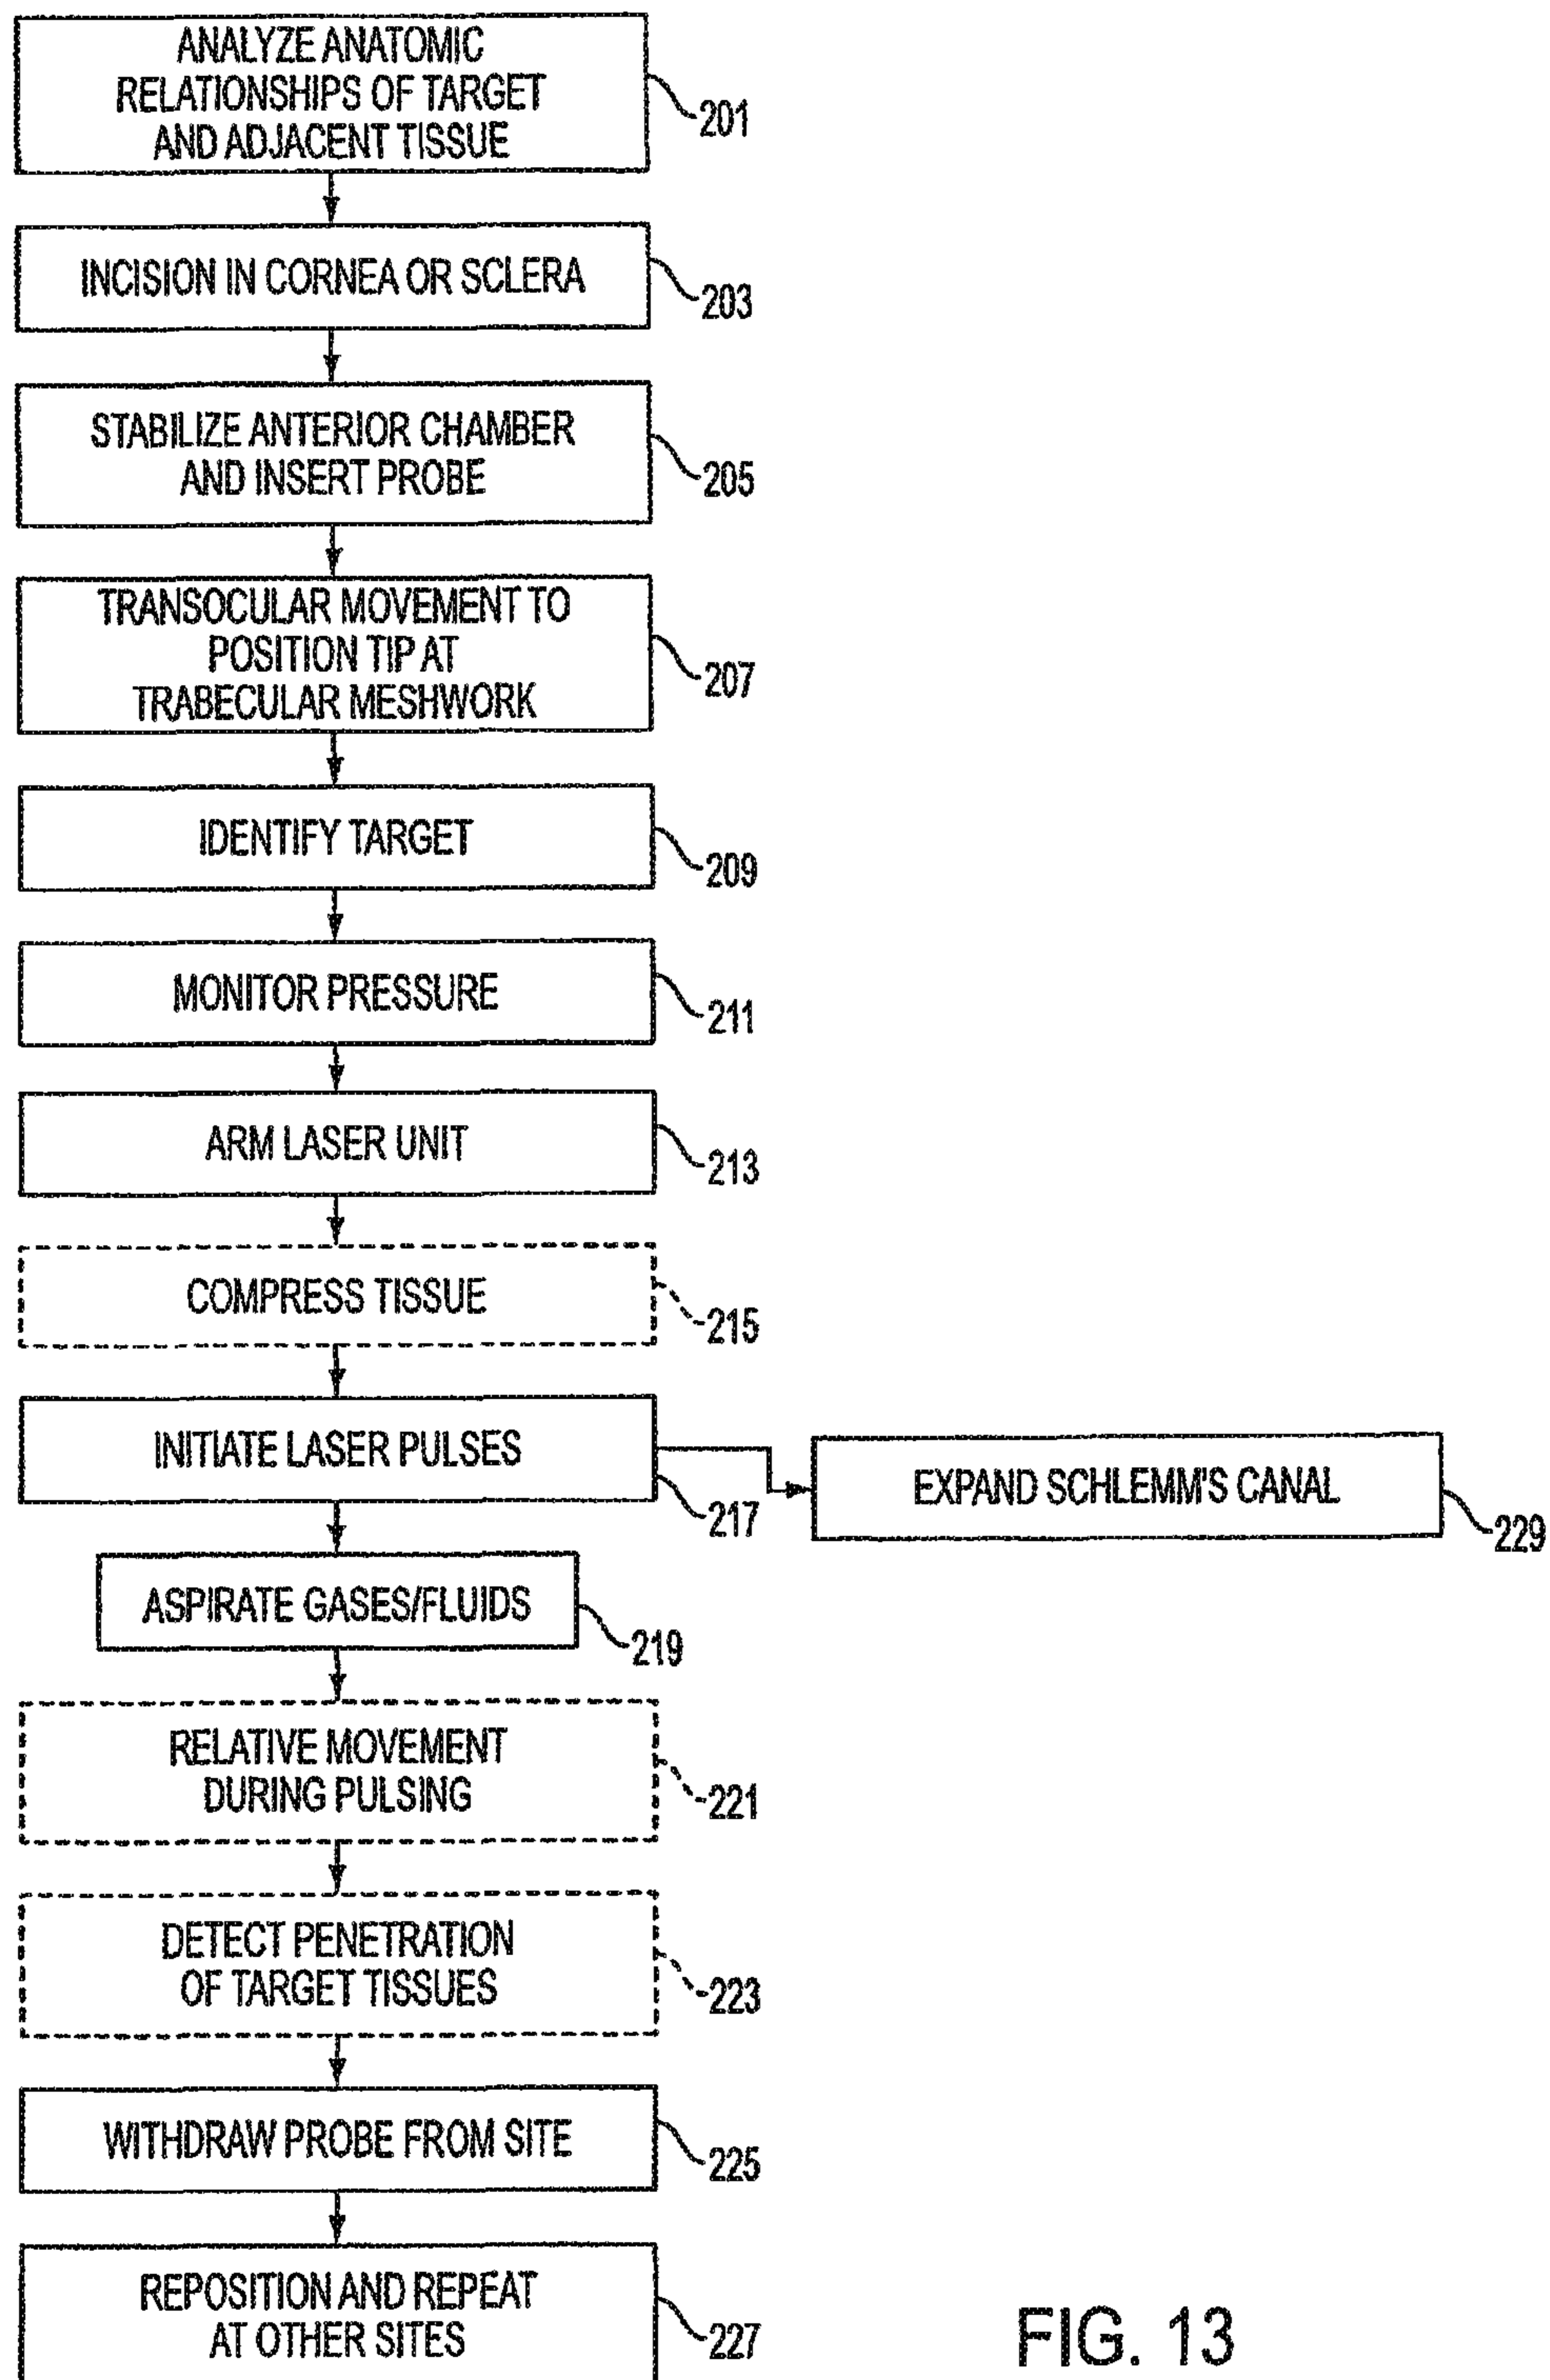 ANALYZE ANATOMIC
RELATIONSHIPS OF TARGET
AND ADJACENT TISSUE
201
INCISION IN CORNEA OR SCLERA
203
STABILIZE ANTERIOR CHAMBER
AND INSERT PROBE
205
TRANSOCULAR MOVEMENT TO
POSITION TIP AT
TRABECULAR MESHWORK
207
IDENTIFY TARGET
209
MONITOR PRESSURE
211
ARM LASER UNIT
213
COMPRESS TISSUE
215
INITIATE LASER PULSES
217
EXPAND SCHLEMM'S CANAL
229
ASPIRATE GASES/FLUIDS
219
RELATIVE MOVEMENT
DURING PULSING
221
DETECT PENETRATION
OF TARGET TISSUES
223
WITHDRAW PROBE FROM SITE
225
REPOSITION AND REPEAT
AT OTHER SITES
227
FIG. 13